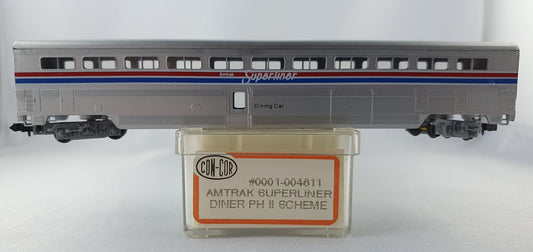 Amtrak Superliner
Dining Car
CON-COR
#0001-004611
AMTRAK SUPERLINER
DINER PH II SCHEME